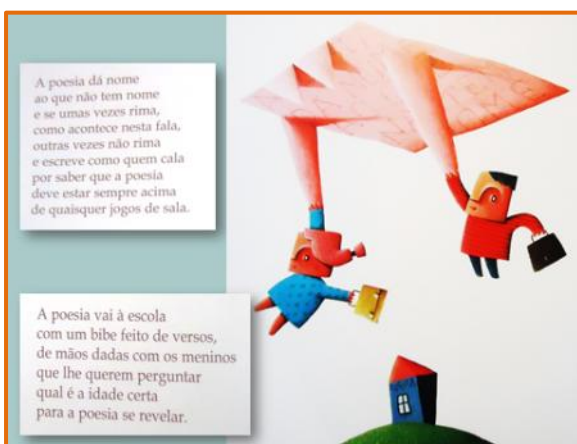 A poesia dá nome
ao que não tem nome
e se umas vezes rima,
como acontece nesta fala,
outras vezes não rima
e escreve como quem cala
por saber que a poesia
deve estar sempre acima
de quaisquer jogos de sala.
A poesia vai à escola
com um bibe feito de versos,
de mãos dadas com os meninos
que lhe querem perguntar
qual é a idade certa
para a poesia se revelar.